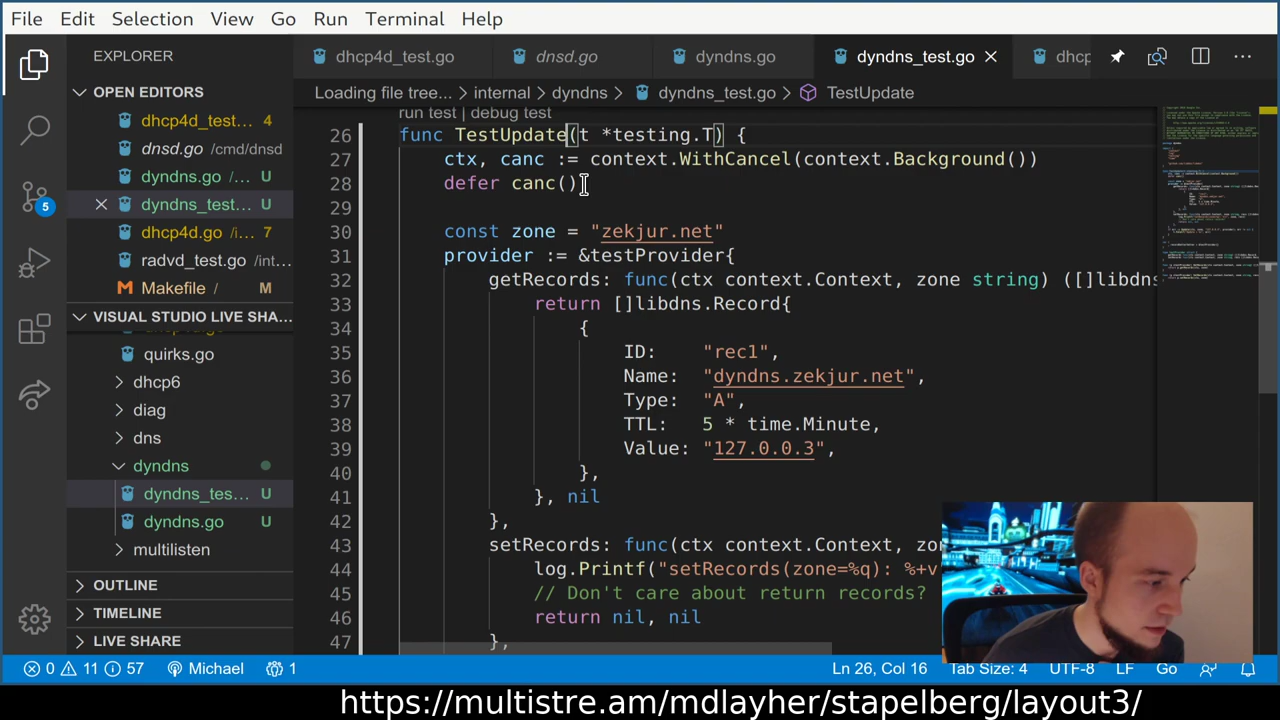 File Edit Selection View Go Run Terminal Help
EXPLORER
dhcp4d_test.go dnsd.go dyndns.go dyndns_test.go dhcp
Loading file tree... internal dyndns dyndns_test.go TestUpdate
OPEN EDITORS
dhcp4d_test... 4
dnsd.go /cmd/dnsd
dyndns.go /... U
dyndns_test... U
dhcp4d.go /i... 7
radvd_test.go /int...
Makefile / M
VISUAL STUDIO LIVE SHA...
quirks.go
dhcp6
diag
dns
dyndns
dyndns_tes... U
dyndns.go U
multilisten
OUTLINE
TIMELINE
LIVE SHARE
5
run test | debug test
26 func TestUpdate(t *testing.T) {
27 ctx, canc := context.WithCancel(context.Background())
28 defer canc()
29
30 const zone = "zekjur.net"
31 provider := &testProvider{
32 getRecords: func(ctx context.Context, zone string) ([]libdns
33 return []libdns.Record{
34 {
35 ID: "rec1",
36 Name: "dyndns.zekjur.net",
37 Type: "A",
38 TTL: 5 * time.Minute,
39 Value: "127.0.0.3",
40 },
41 }, nil
42 },
43 setRecords: func(ctx context.Context, zo
44 log.Printf("setRecords(zone=%q): %+v
45 // Don't care about return records?
46 return nil, nil
47 },
0 11 57 Michael 1 Ln 26, Col 16 Tab Size: 4 UTF-8 LF Go
https://multistre.am/mdlayher/stapelberg/layout3/